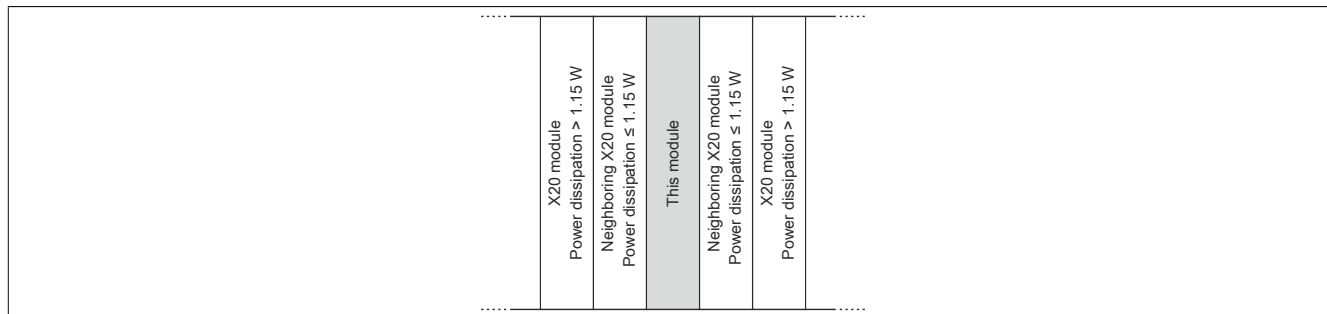 X20 module
Power dissipation > 1.15 W
Neighboring X20 module
Power dissipation ≤ 1.15 W
This module
Neighboring X20 module
Power dissipation ≤ 1.15 W
X20 module
Power dissipation > 1.15 W